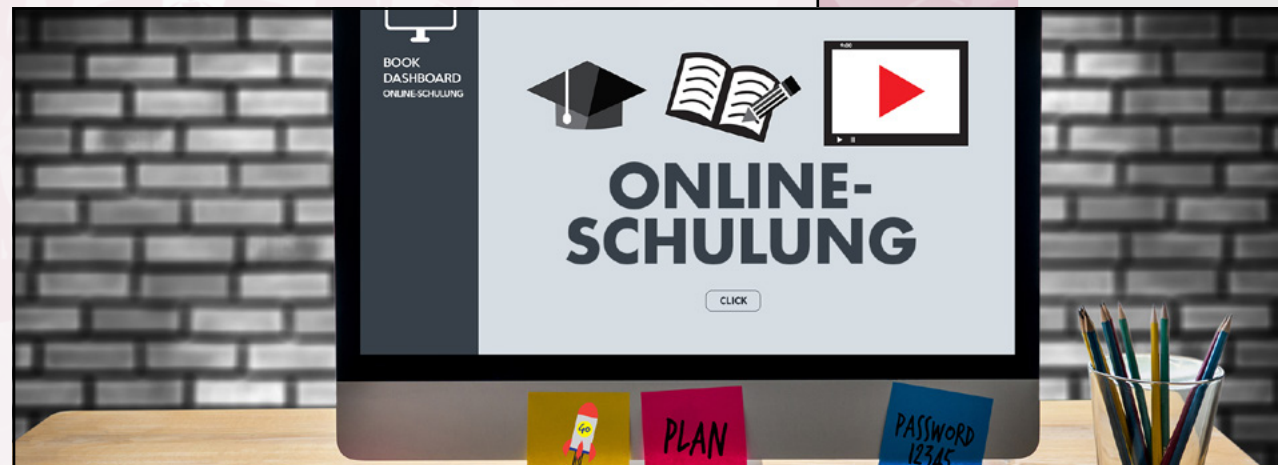 BOOK
DASHBOARD
ONLINE-SCHULUNG
ONLINE-
SCHULUNG
CLICK
GO
PLAN
PASSWORD
12345